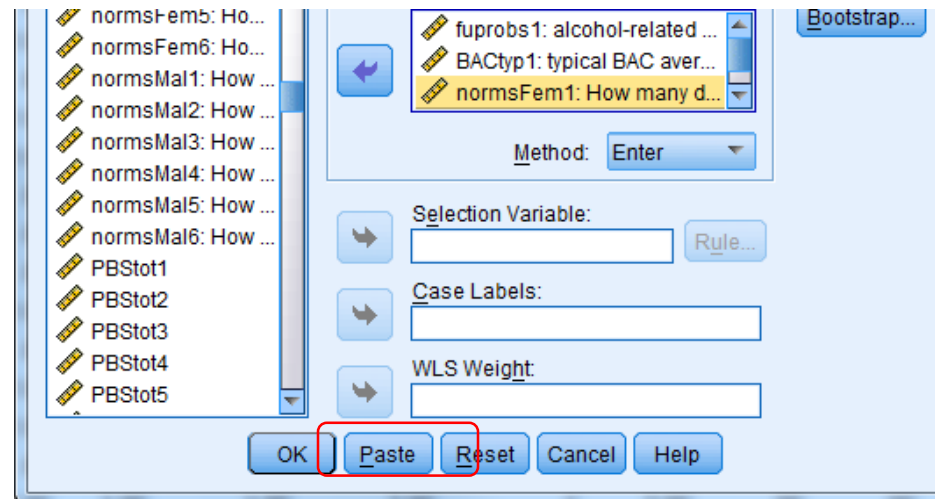 normsFem5: Ho...
normsFem6: Ho...
normsMal1: How ...
normsMal2: How ...
normsMal3: How ...
normsMal4: How ...
normsMal5: How ...
normsMal6: How ...
PBStot1
PBStot2
PBStot3
PBStot4
PBStot5
fuprobs1: alcohol-related ...
BACtyp1: typical BAC aver...
normsFem1: How many d...
Method: Enter
Selection Variable:
Rule...
Case Labels:
WLS Weight:
Bootstrap...
OK Paste Reset Cancel Help